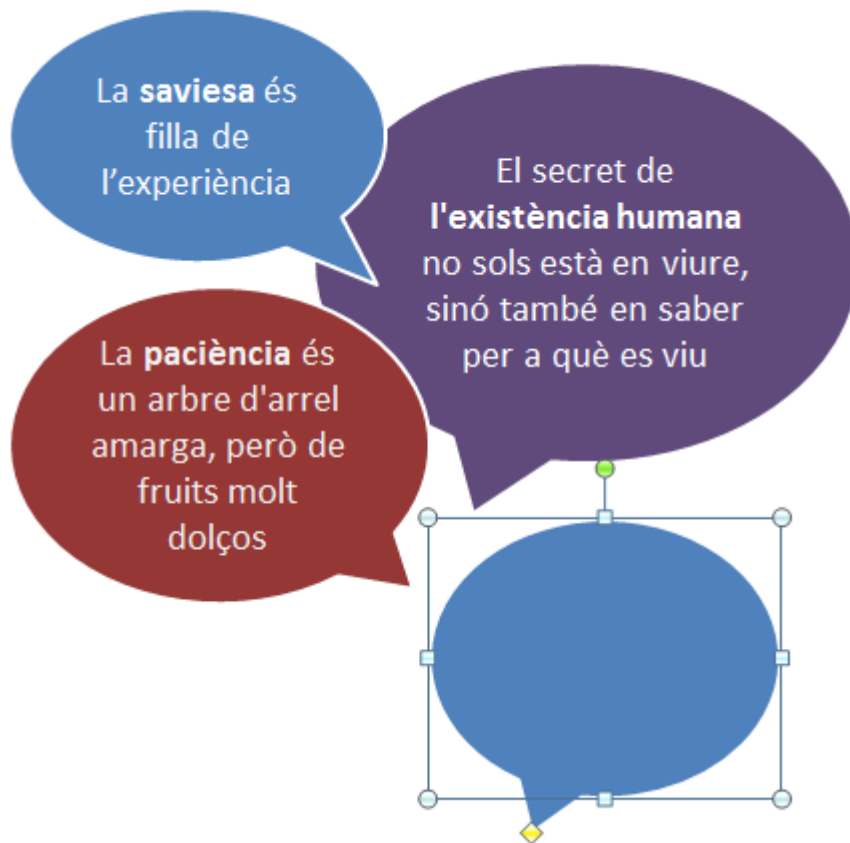 La saviesa és
filla de
l’experiència
El secret de
l'existència humana
no sols està en viure,
sinó també en saber
per a què es viu
La paciència és
un arbre d'arrel
amarga, però de
fruits molt
dolços